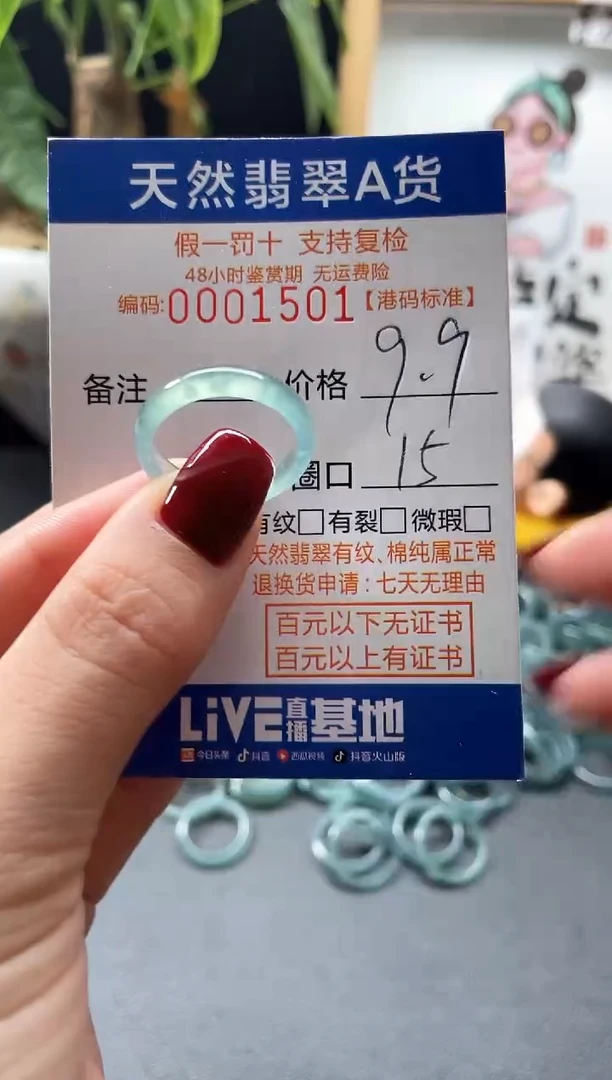 天然翡翠A货
假一罚十 支持复检
48小时鉴赏期 无运费险
编码:0001501【港码标准】
备注 价格 9.9
圈口 15
有纹□有裂□微瑕□
天然翡翠有纹、棉纯属正常
退换货申请:七天无理由
百元以下无证书
百元以上有证书
LiVE直播基地
今日头条 抖音 西瓜视频 抖音火山版